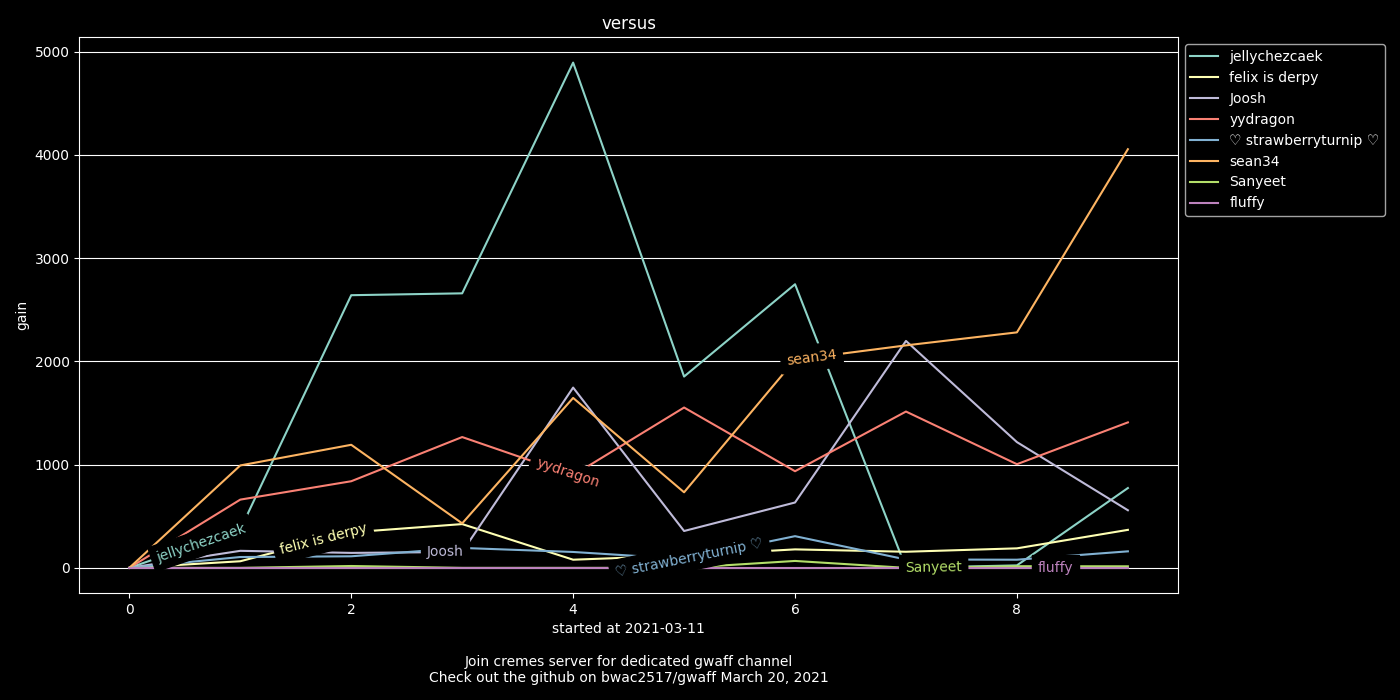 versus
5000
4000
3000
2000
1000
0
gain
0 2 4 6 8
started at 2021-03-11
jellychezcaek
felix is derpy
Joosh
yydragon
♡ strawberryturnip ♡
sean34
Sanyeet
fluffy
jellychezcaek
felix is derpy
Joosh
yydragon
♡ strawberryturnip ♡
sean34
Sanyeet
fluffy
Join cremes server for dedicated gwaff channel
Check out the github on bwac2517/gwaff March 20, 2021